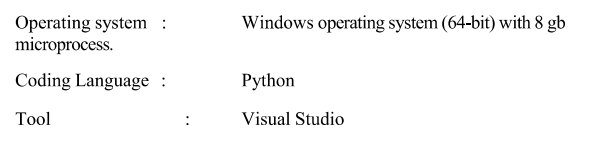 Operating system : Windows operating system (64-bit) with 8 gb
microprocess.
Coding Language : Python
Tool : Visual Studio